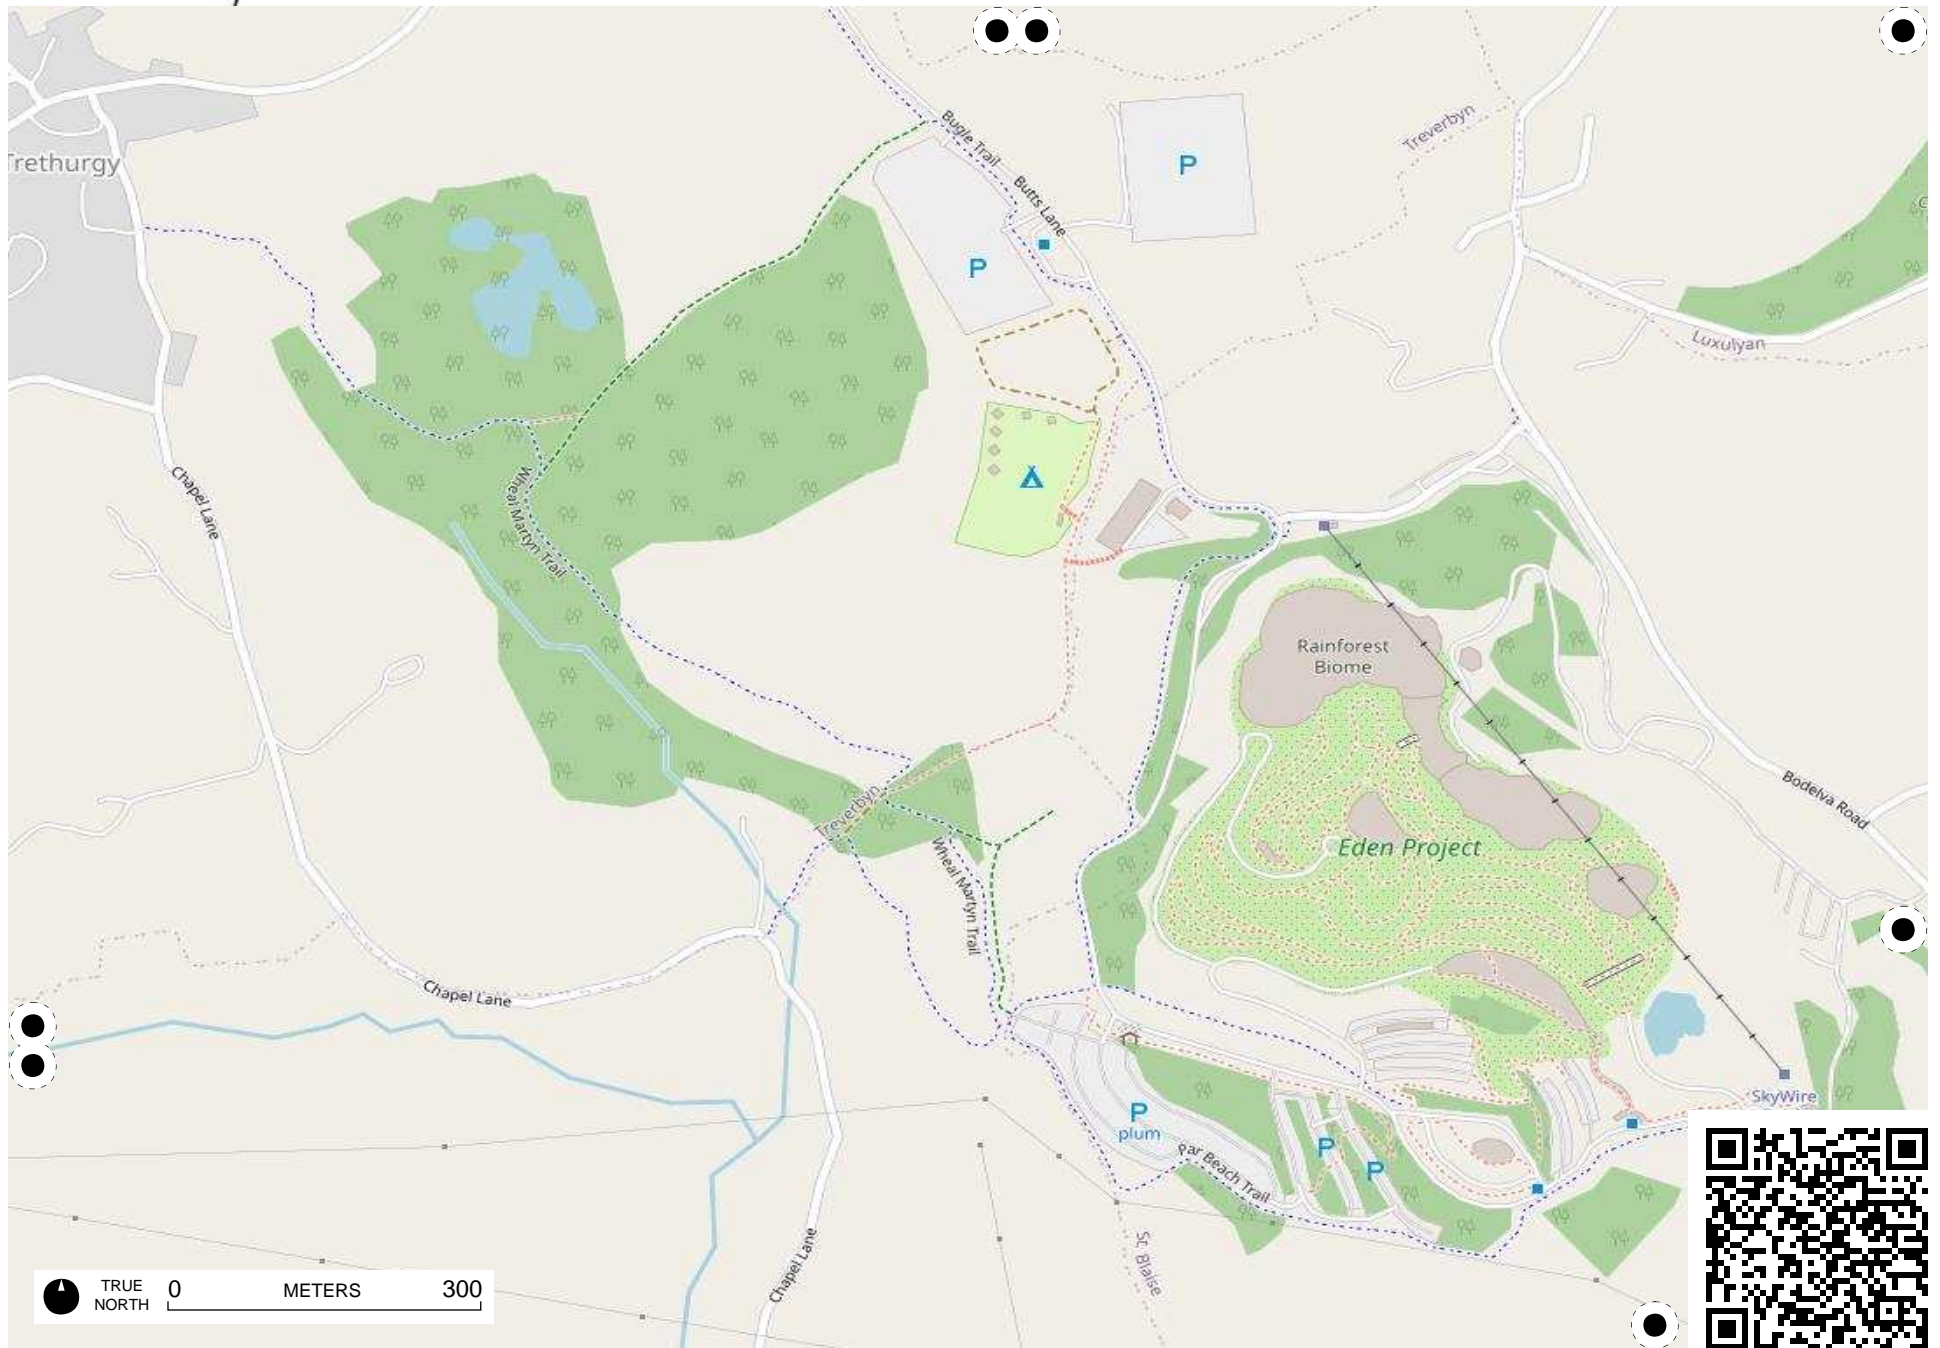 Bugle Trail
Butts Lane
P
P
Treverbyn
Trethurgy
Luxulyan
Chapel Lane
Wheal Martyn Trail
Rainforest
Biome
Bodelva Road
Treverbyn
Eden Project
Wheal Martyn Trail
Chapel Lane
SkyWire
P
plum
P
P
Par Beach Trail
St. Blaise
Chapel Lane
TRUE
NORTH
0 METERS 300